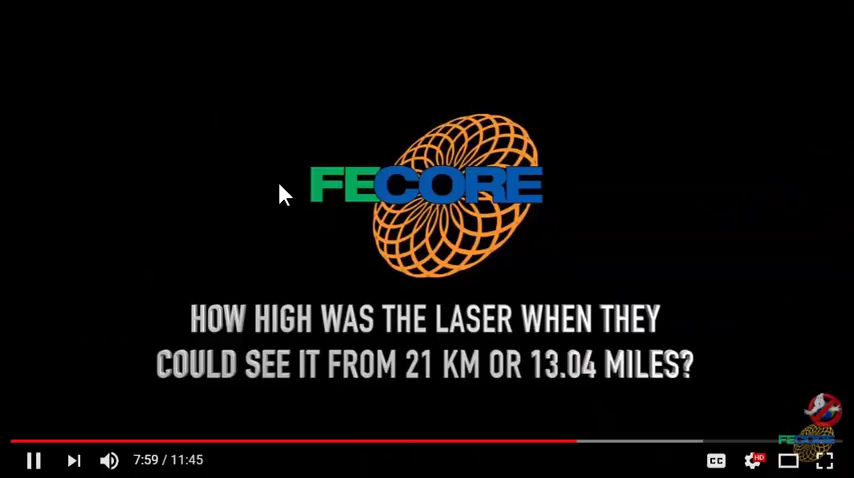 FECORE
HOW HIGH WAS THE LASER WHEN THEY
COULD SEE IT FROM 21 KM OR 13.04 MILES?
FECORE
7:59 / 11:45
CC
HD